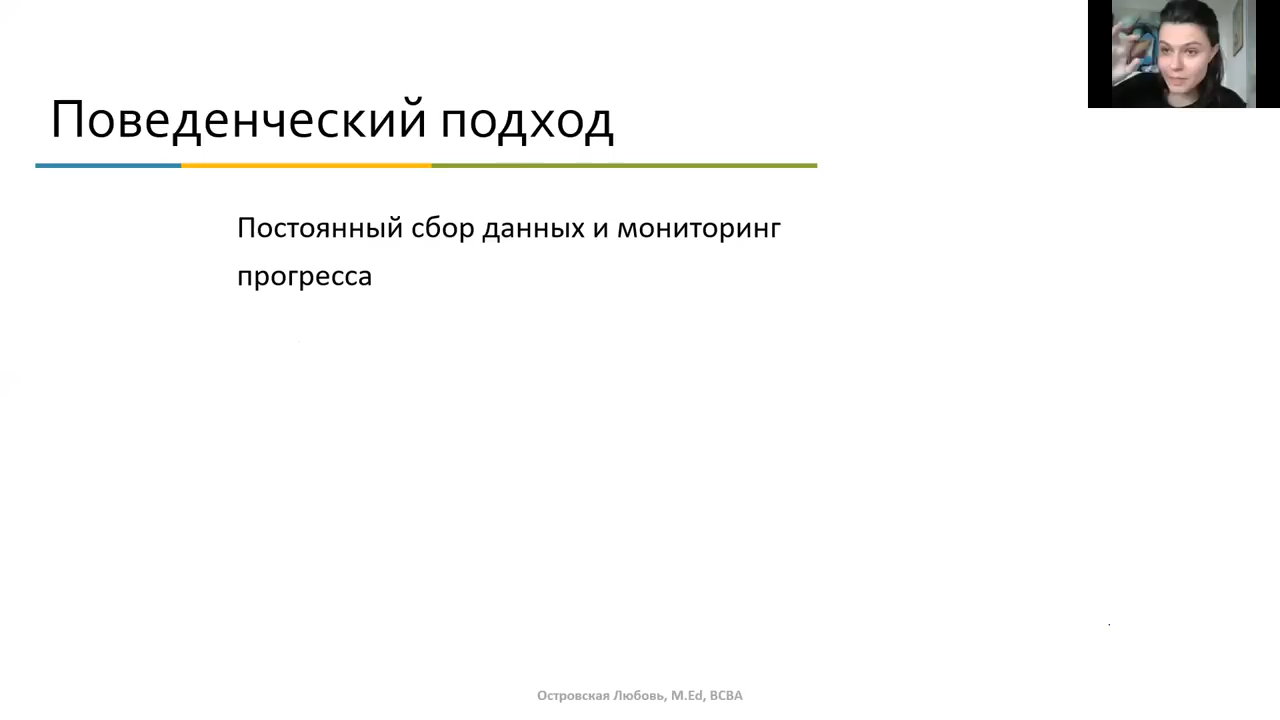 Поведенческий подход
Постоянный сбор данных и мониторинг
прогресса
Островская Любовь, M.Ed, BCBA